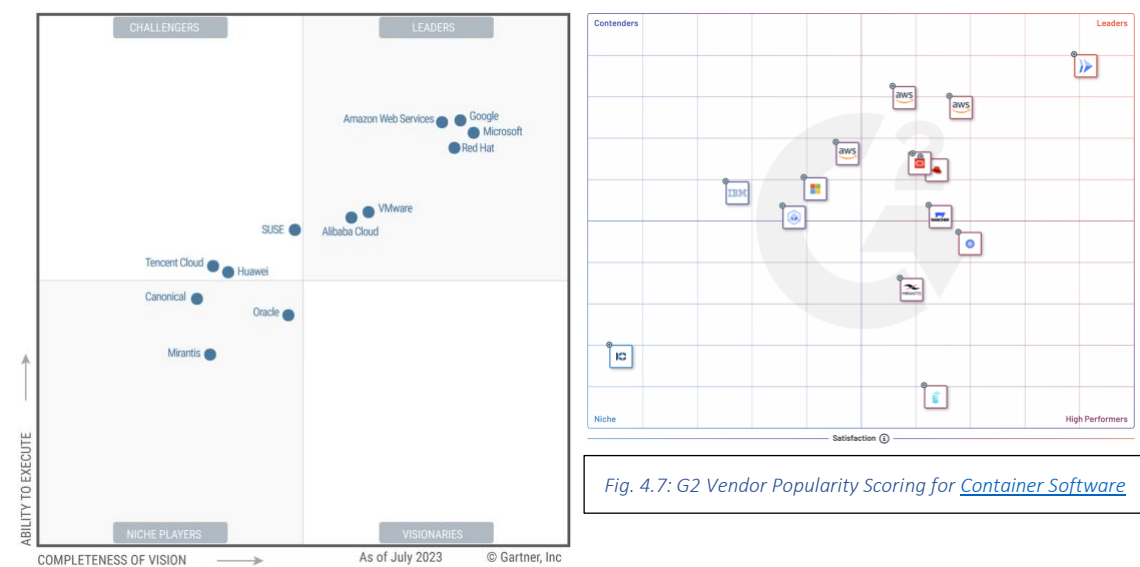 CHALLENGERS
LEADERS
Amazon Web Services
Google
Microsoft
Red Hat
VMware
Alibaba Cloud
SUSE
Tencent Cloud
Huawei
Canonical
Oracle
Mirantis
NICHE PLAYERS
VISIONARIES
ABILITY TO EXECUTE
COMPLETENESS OF VISION
As of July 2023
© Gartner, Inc
Contenders
Leaders
aws
aws
aws
IBM
RANCHER
MIRANTIS
Niche
High Performers
Satisfaction
Fig. 4.7: G2 Vendor Popularity Scoring for Container Software